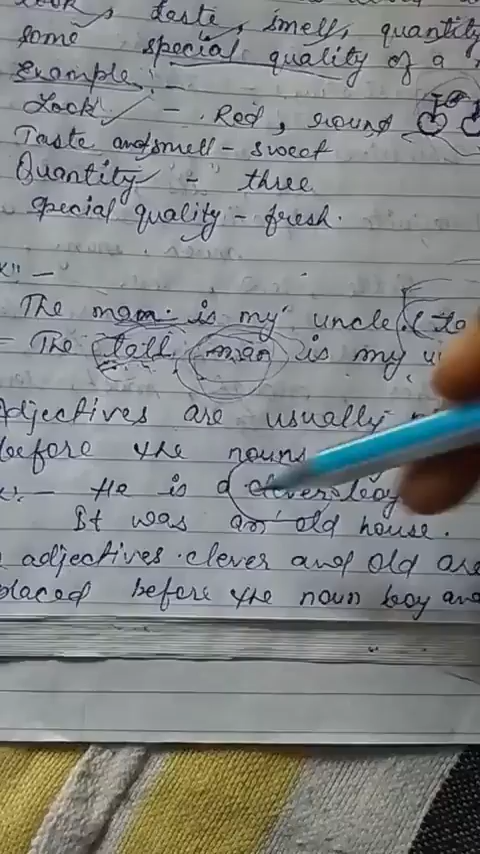 Look, taste, smell, quantity
some special quality of a
Example :-
Look - Red, round
Taste and smell - sweet
Quantity - three
special quality - fresh.
The man is my uncle. (
- The tall man is my
Adjectives are usually
before the nouns
- He is a clever boy
It was an old house.
adjectives clever and old are
placed before the noun boy and